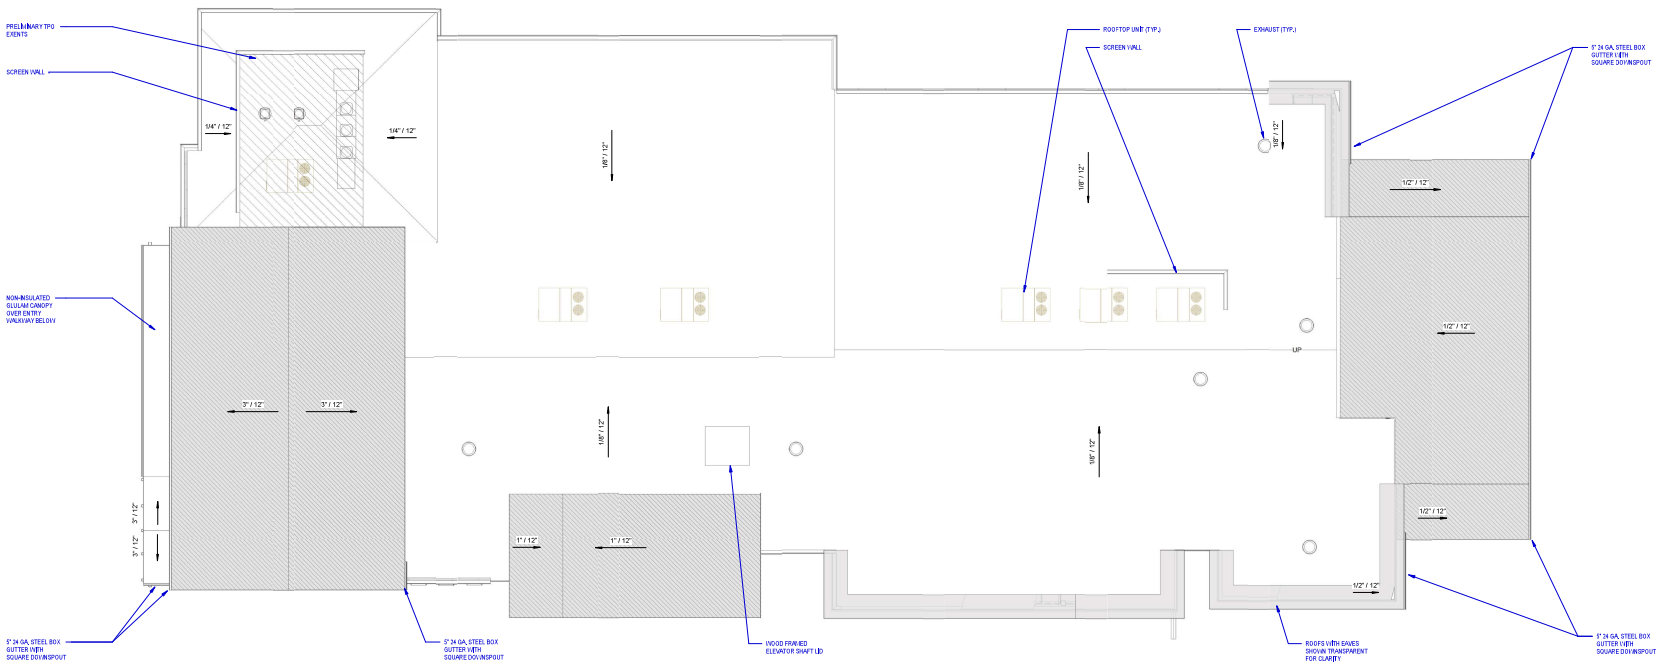 PRELIMINARY TPO
EXENTS
SCREEN WALL
ROOFTOP UNIT (TYP.)
SCREEN WALL
EXHAUST (TYP.)
5" 24 GA, STEEL BOX
GUTTER WITH
SQUARE DOWNSPOUT
1/4" / 12"
1/4" / 12"
1/8" / 12"
1/8" / 12"
1/8" / 12"
1/2" / 12"
NON-INSULATED
GLULAM CANOPY
OVER ENTRY
WALKWAY BELOW
1/2" / 12"
UP
3" / 12"
3" / 12"
1/8" / 12"
1/8" / 12"
3" / 12"
3" / 12"
1" / 12"
1" / 12"
1/2" / 12"
1/2" / 12"
5" 24 GA, STEEL BOX
GUTTER WITH
SQUARE DOWNSPOUT
5" 24 GA, STEEL BOX
GUTTER WITH
SQUARE DOWNSPOUT
WOOD FRAMED
ELEVATOR SHAFT LID
ROOFS WITH EAVES
SHOWN TRANSPARENT
FOR CLARITY
5" 24 GA, STEEL BOX
GUTTER WITH
SQUARE DOWNSPOUT